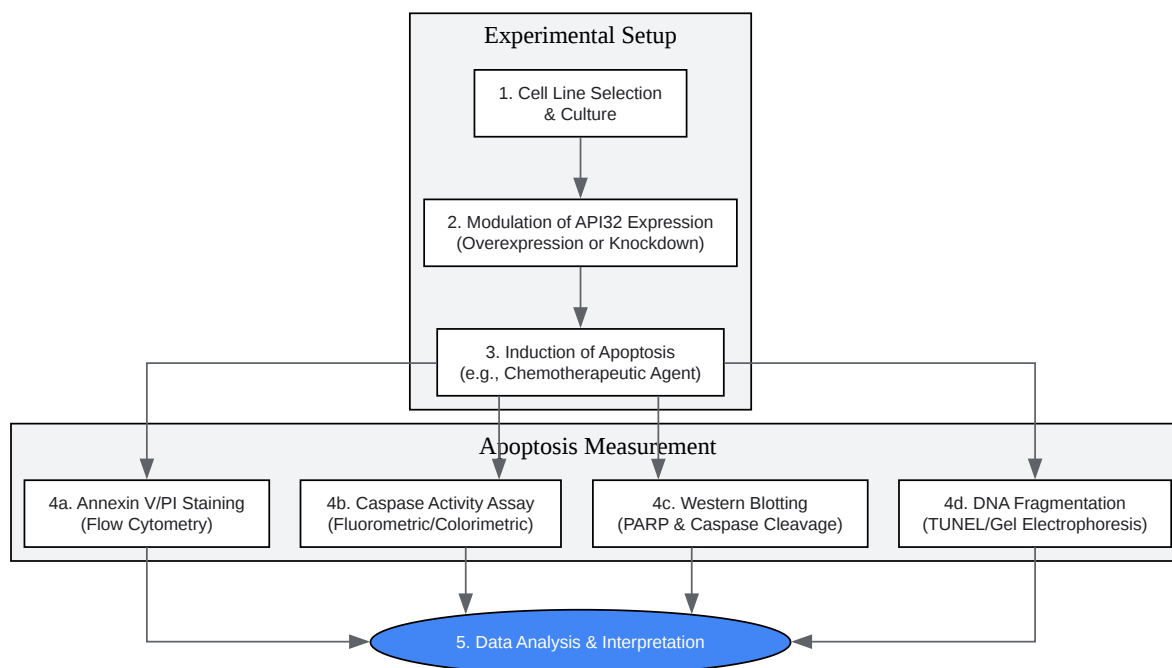 Experimental Setup
1. Cell Line Selection
& Culture
2. Modulation of API32 Expression
(Overexpression or Knockdown)
3. Induction of Apoptosis
(e.g., Chemotherapeutic Agent)
Apoptosis Measurement
4a. Annexin V/PI Staining
(Flow Cytometry)
4b. Caspase Activity Assay
(Fluorometric/Colorimetric)
4c. Western Blotting
(PARP & Caspase Cleavage)
4d. DNA Fragmentation
(TUNEL/Gel Electrophoresis)
5. Data Analysis & Interpretation